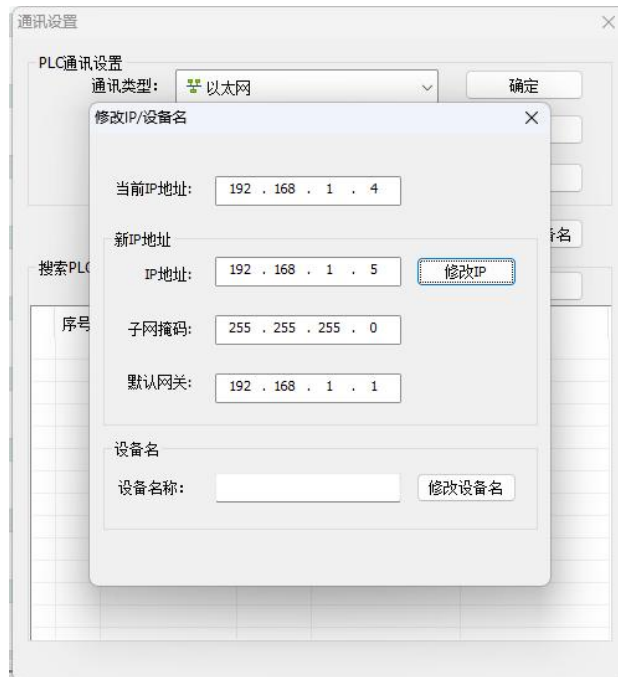 通讯设置
PLC通讯设置
通讯类型: 以太网
确定
修改IP/设备名
当前IP地址: 192 . 168 . 1 . 4
新IP地址
IP地址: 192 . 168 . 1 . 5 修改IP
子网掩码: 255 . 255 . 255 . 0
默认网关: 192 . 168 . 1 . 1
设备名
设备名称: 修改设备名
备名
搜索PLC
序号